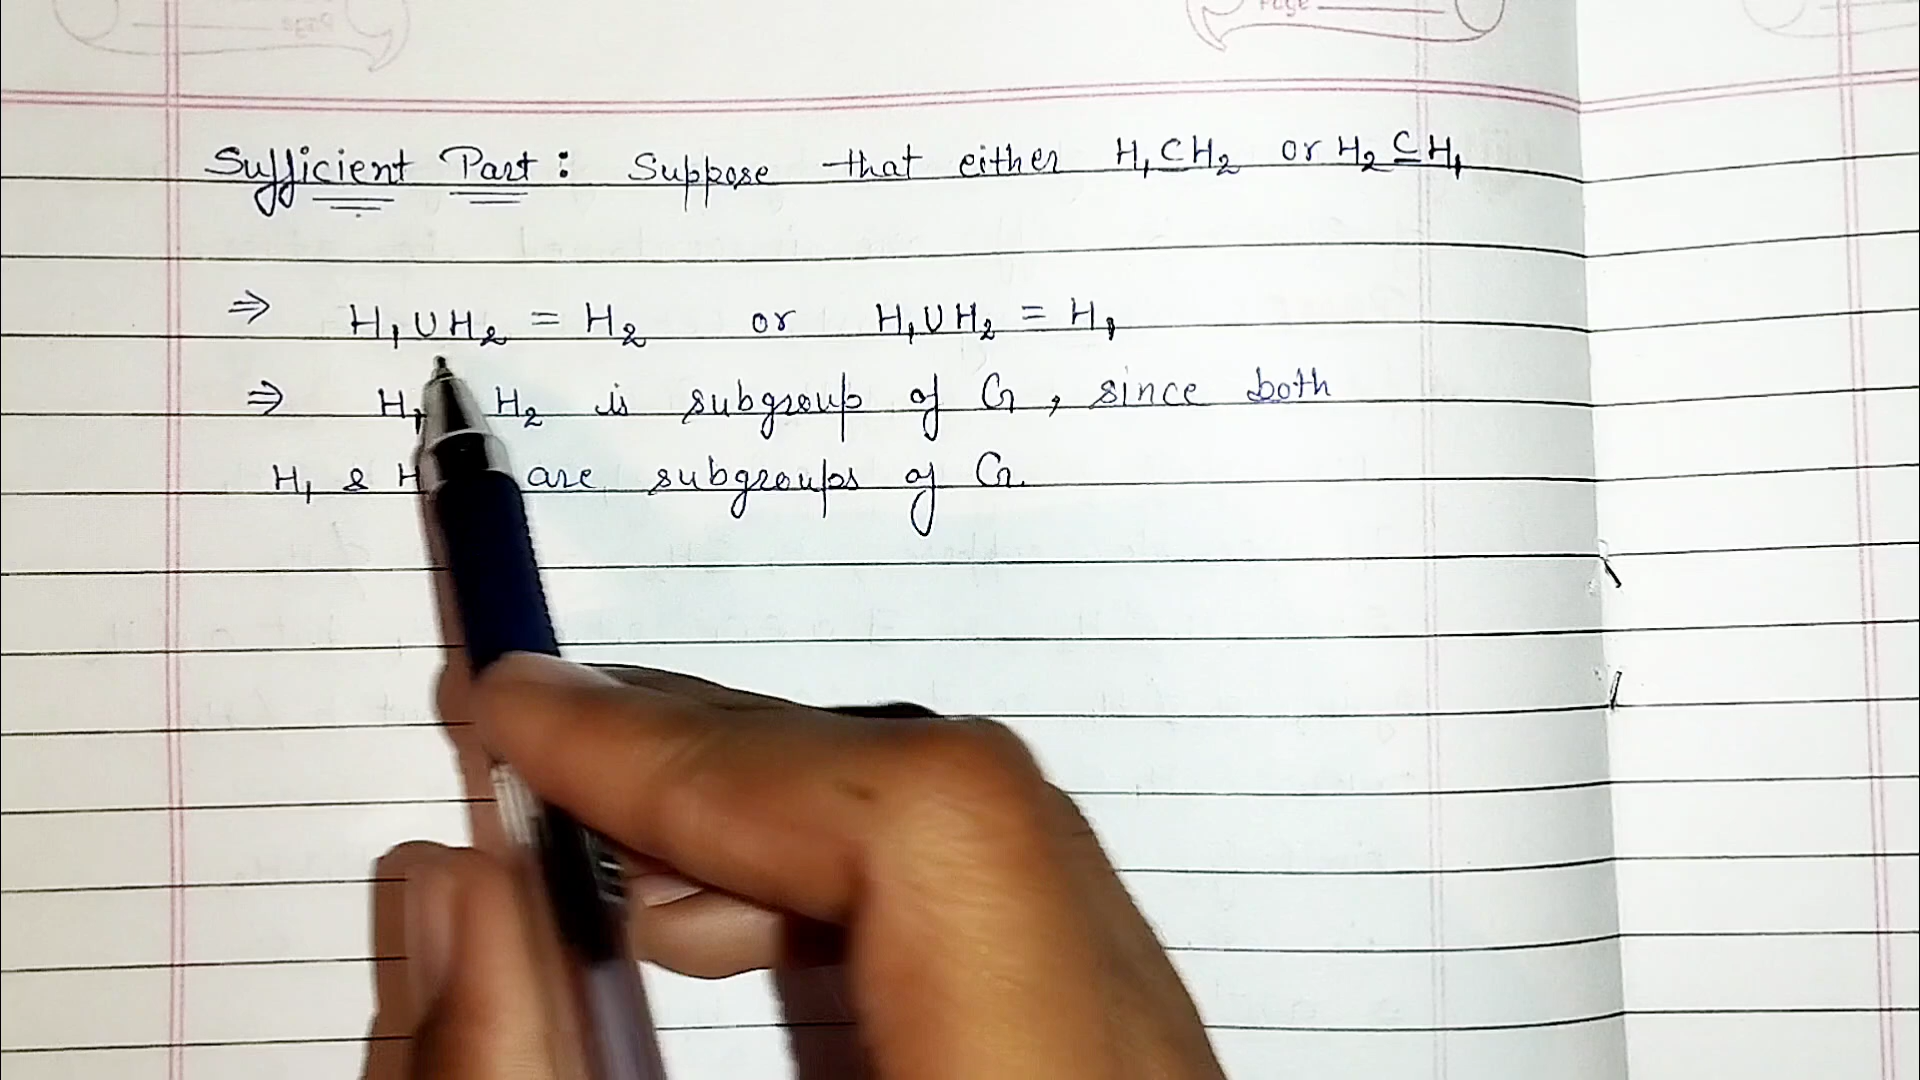 Page
Sufficient Part : Suppose that either H₁ ⊆ H₂ or H₂ ⊆ H₁
⇒ H₁ ∪ H₂ = H₂ or H₁ ∪ H₂ = H₁
⇒ H₁ H₂ is subgroup of G, since both
H₁ & H are subgroups of G.